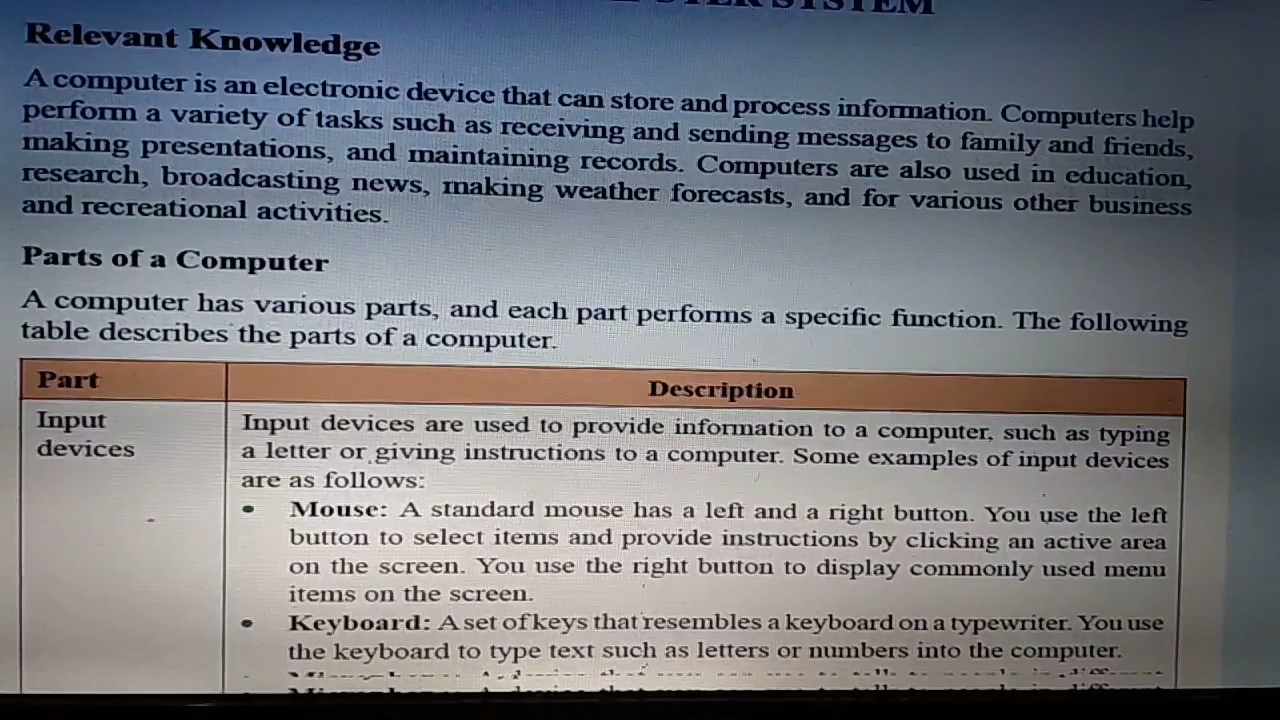 SYSTEM
Relevant Knowledge
A computer is an electronic device that can store and process information. Computers help
perform a variety of tasks such as receiving and sending messages to family and friends,
making presentations, and maintaining records. Computers are also used in education,
research, broadcasting news, making weather forecasts, and for various other business
and recreational activities.
Parts of a Computer
A computer has various parts, and each part performs a specific function. The following
table describes the parts of a computer.
Part
Description
Input
devices
Input devices are used to provide information to a computer, such as typing
a letter or giving instructions to a computer. Some examples of input devices
are as follows:
• Mouse: A standard mouse has a left and a right button. You use the left
button to select items and provide instructions by clicking an active area
on the screen. You use the right button to display commonly used menu
items on the screen.
• Keyboard: A set of keys that resembles a keyboard on a typewriter. You use
the keyboard to type text such as letters or numbers into the computer.